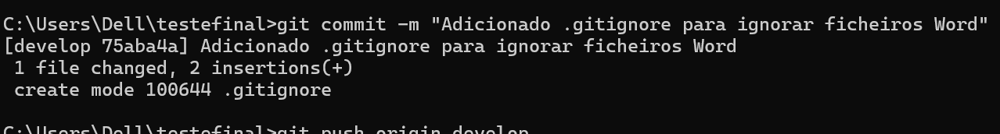 C:\Users\Dell\testefinal>git commit -m "Adicionado .gitignore para ignorar ficheiros Word"
[develop 75aba4a] Adicionado .gitignore para ignorar ficheiros Word
 1 file changed, 2 insertions(+)
 create mode 100644 .gitignore
C:\Users\Dell\testefinal>git push origin develop